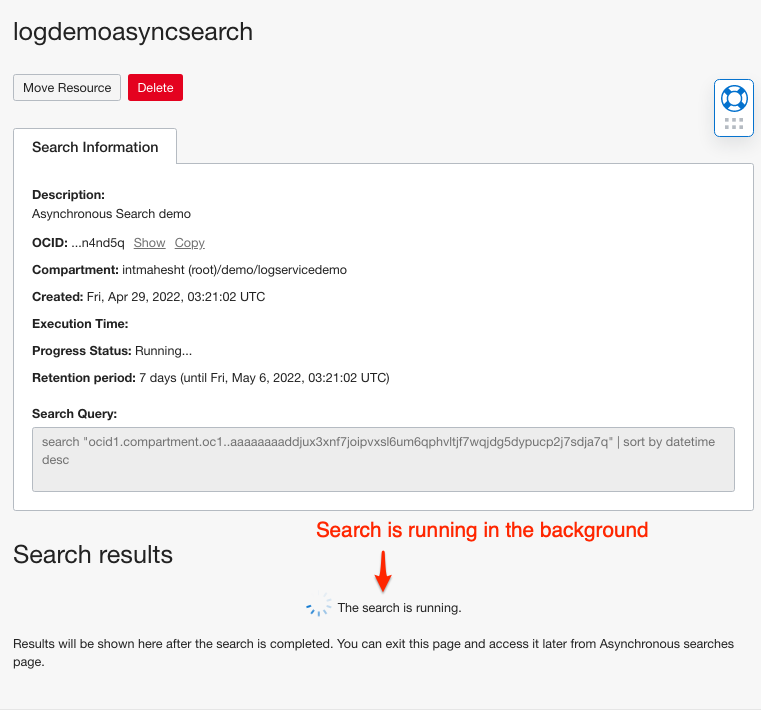 logdemoasyncsearch
Move Resource Delete
Search Information
Description:
Asynchronous Search demo
OCID: ...n4nd5q Show Copy
Compartment: intmahesht (root)/demo/logservicedemo
Created: Fri, Apr 29, 2022, 03:21:02 UTC
Execution Time:
Progress Status: Running...
Retention period: 7 days (until Fri, May 6, 2022, 03:21:02 UTC)
Search Query:
search "ocid1.compartment.oc1..aaaaaaaaddjux3xnf7joipvxsl6um6qphvltjf7wqjdg5dypucp2j7sdja7q" | sort by datetime
desc
Search is running in the background
Search results
The search is running.
Results will be shown here after the search is completed. You can exit this page and access it later from Asynchronous searches
page.